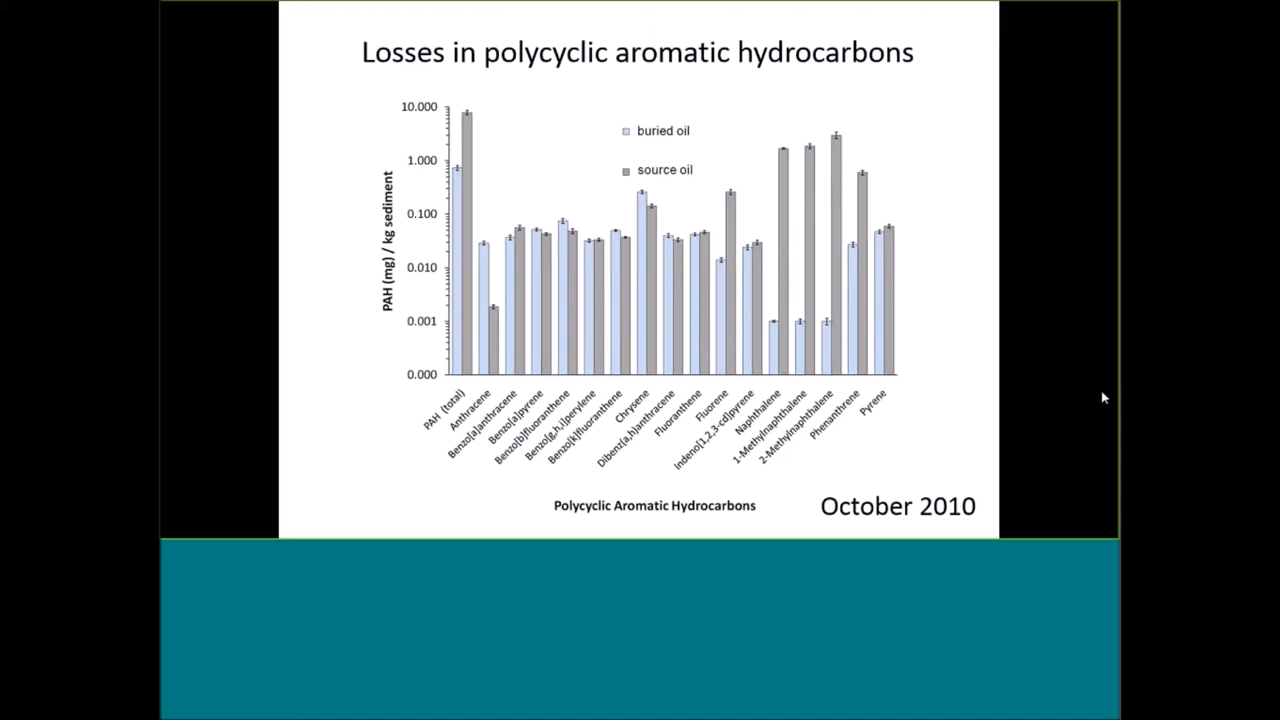 Losses in polycyclic aromatic hydrocarbons
10.000
1.000
0.100
0.010
0.001
0.000
PAH (mg) / kg sediment
buried oil
source oil
PAH (total)
Anthracene
Benzo[a]anthracene
Benzo[a]pyrene
Benzo[b]fluoranthene
Benzo[g,h,i]perylene
Benzo[k]fluoranthene
Chrysene
Dibenz[a,h]anthracene
Fluoranthene
Fluorene
Indeno[1,2,3-cd]pyrene
Naphthalene
1-Methylnaphthalene
2-Methylnaphthalene
Phenanthrene
Pyrene
Polycyclic Aromatic Hydrocarbons
October 2010